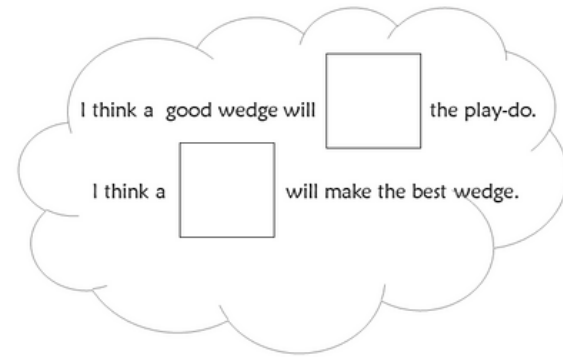 I think a good wedge will the play-do.
I think a will make the best wedge.